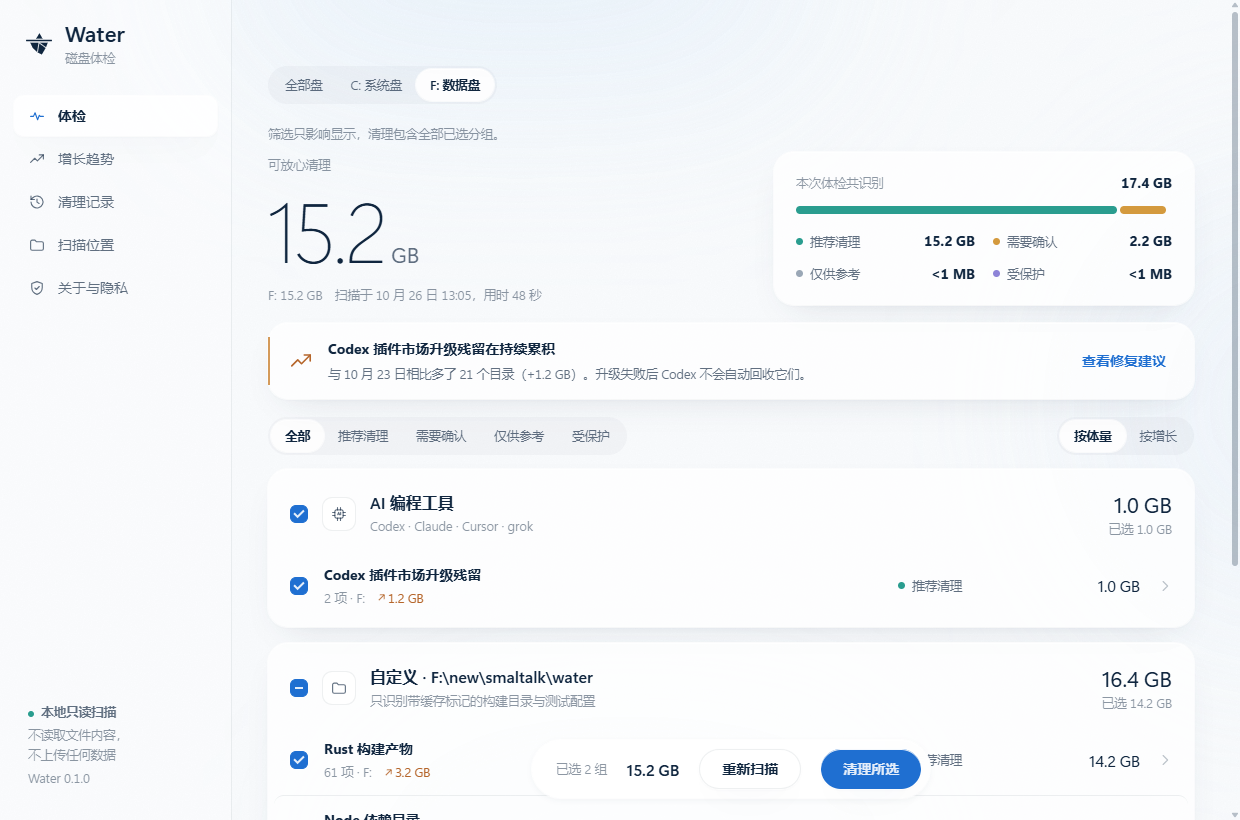 Water
磁盘体检
体检
增长趋势
清理记录
扫描位置
关于与隐私
本地只读扫描
不读取文件内容，
不上传任何数据
Water 0.1.0
全部盘 C: 系统盘 F: 数据盘
筛选只影响显示，清理包含全部已选分组。
可放心清理
15.2 GB
F: 15.2 GB 扫描于 10 月 26 日 13:05，用时 48 秒
本次体检共识别 17.4 GB
推荐清理 15.2 GB 需要确认 2.2 GB
仅供参考 <1 MB 受保护 <1 MB
Codex 插件市场升级残留在持续累积
与 10 月 23 日相比多了 21 个目录（+1.2 GB）。升级失败后 Codex 不会自动回收它们。
查看修复建议
全部 推荐清理 需要确认 仅供参考 受保护 按体量 按增长
AI 编程工具 1.0 GB
Codex · Claude · Cursor · grok 已选 1.0 GB
Codex 插件市场升级残留
2 项 · F: ↗1.2 GB
推荐清理 1.0 GB
自定义 · F:\new\smaltalk\water 16.4 GB
只识别带缓存标记的构建目录与测试配置 已选 14.2 GB
Rust 构建产物
61 项 · F: ↗3.2 GB
荐清理 14.2 GB
已选 2 组 15.2 GB 重新扫描 清理所选
Node 依赖目录